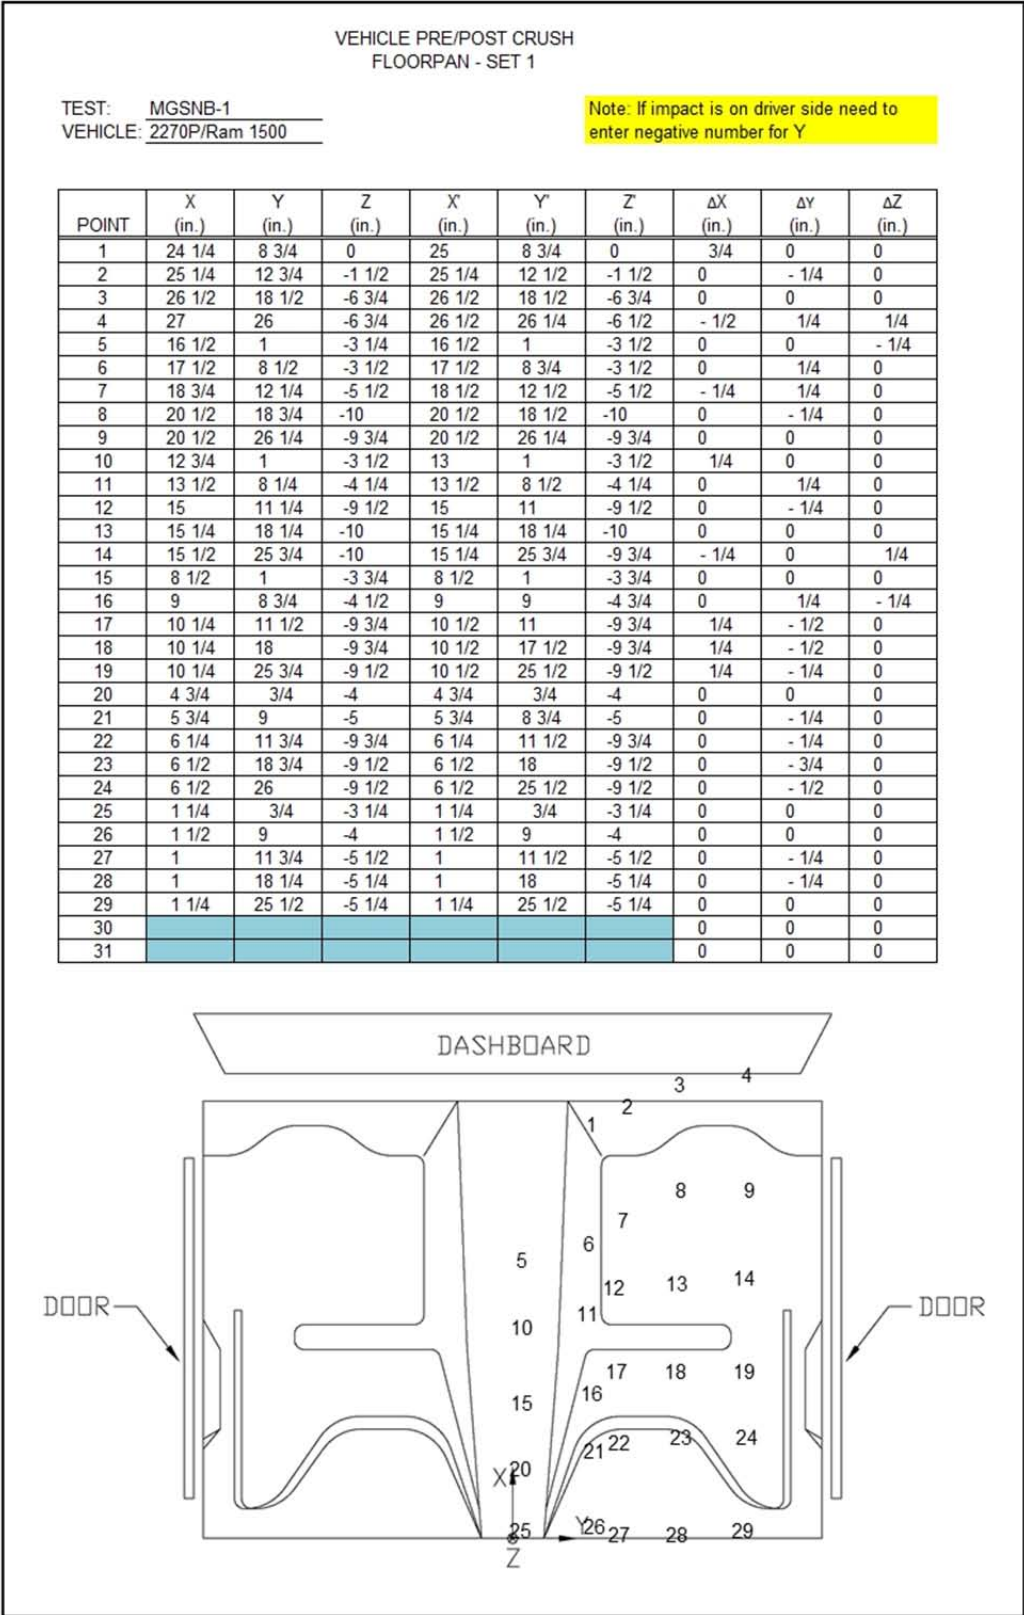 VEHICLE PRE/POST CRUSH
FLOORPAN - SET 1
TEST: MGSNB-1
VEHICLE: 2270P/Ram 1500
Note: If impact is on driver side need to
enter negative number for Y
POINT X (in.) Y (in.) Z (in.) X' (in.) Y' (in.) Z' (in.) ΔX (in.) ΔY (in.) ΔZ (in.)
1 24 1/4 8 3/4 0 25 8 3/4 0 3/4 0 0
2 25 1/4 12 3/4 -1 1/2 25 1/4 12 1/2 -1 1/2 0 - 1/4 0
3 26 1/2 18 1/2 -6 3/4 26 1/2 18 1/2 -6 3/4 0 0 0
4 27 26 -6 3/4 26 1/2 26 1/4 -6 1/2 - 1/2 1/4 1/4
5 16 1/2 1 -3 1/4 16 1/2 1 -3 1/2 0 0 - 1/4
6 17 1/2 8 1/2 -3 1/2 17 1/2 8 3/4 -3 1/2 0 1/4 0
7 18 3/4 12 1/4 -5 1/2 18 1/2 12 1/2 -5 1/2 - 1/4 1/4 0
8 20 1/2 18 3/4 -10 20 1/2 18 1/2 -10 0 - 1/4 0
9 20 1/2 26 1/4 -9 3/4 20 1/2 26 1/4 -9 3/4 0 0 0
10 12 3/4 1 -3 1/2 13 1 -3 1/2 1/4 0 0
11 13 1/2 8 1/4 -4 1/4 13 1/2 8 1/2 -4 1/4 0 1/4 0
12 15 11 1/4 -9 1/2 15 11 -9 1/2 0 - 1/4 0
13 15 1/4 18 1/4 -10 15 1/4 18 1/4 -10 0 0 0
14 15 1/2 25 3/4 -10 15 1/4 25 3/4 -9 3/4 - 1/4 0 1/4
15 8 1/2 1 -3 3/4 8 1/2 1 -3 3/4 0 0 0
16 9 8 3/4 -4 1/2 9 9 -4 3/4 0 1/4 - 1/4
17 10 1/4 11 1/2 -9 3/4 10 1/2 11 -9 3/4 1/4 - 1/2 0
18 10 1/4 18 -9 3/4 10 1/2 17 1/2 -9 3/4 1/4 - 1/2 0
19 10 1/4 25 3/4 -9 1/2 10 1/2 25 1/2 -9 1/2 1/4 - 1/4 0
20 4 3/4 3/4 -4 4 3/4 3/4 -4 0 0 0
21 5 3/4 9 -5 5 3/4 8 3/4 -5 0 - 1/4 0
22 6 1/4 11 3/4 -9 3/4 6 1/4 11 1/2 -9 3/4 0 - 1/4 0
23 6 1/2 18 3/4 -9 1/2 6 1/2 18 -9 1/2 0 - 3/4 0
24 6 1/2 26 -9 1/2 6 1/2 25 1/2 -9 1/2 0 - 1/2 0
25 1 1/4 3/4 -3 1/4 1 1/4 3/4 -3 1/4 0 0 0
26 1 1/2 9 -4 1 1/2 9 -4 0 0 0
27 1 11 3/4 -5 1/2 1 11 1/2 -5 1/2 0 - 1/4 0
28 1 18 1/4 -5 1/4 1 18 -5 1/4 0 - 1/4 0
29 1 1/4 25 1/2 -5 1/4 1 1/4 25 1/2 -5 1/4 0 0 0
30 0 0 0
31 0 0 0
DASHBOARD
4
3
2
1
8 9
7
6
5
14
13
12
DOOR DOOR
11
10
17 18 19
16
15
23 24
22
21
20
X
25 Y 26 27 28 29
Z